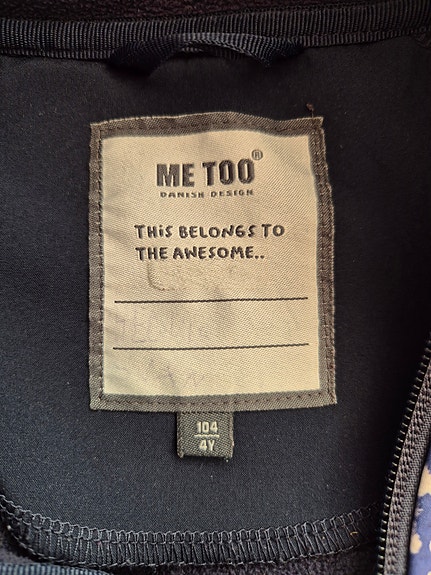 ME TOO®
DANISH DESIGN
THIS BELONGS TO
THE AWESOME..
104
4Y